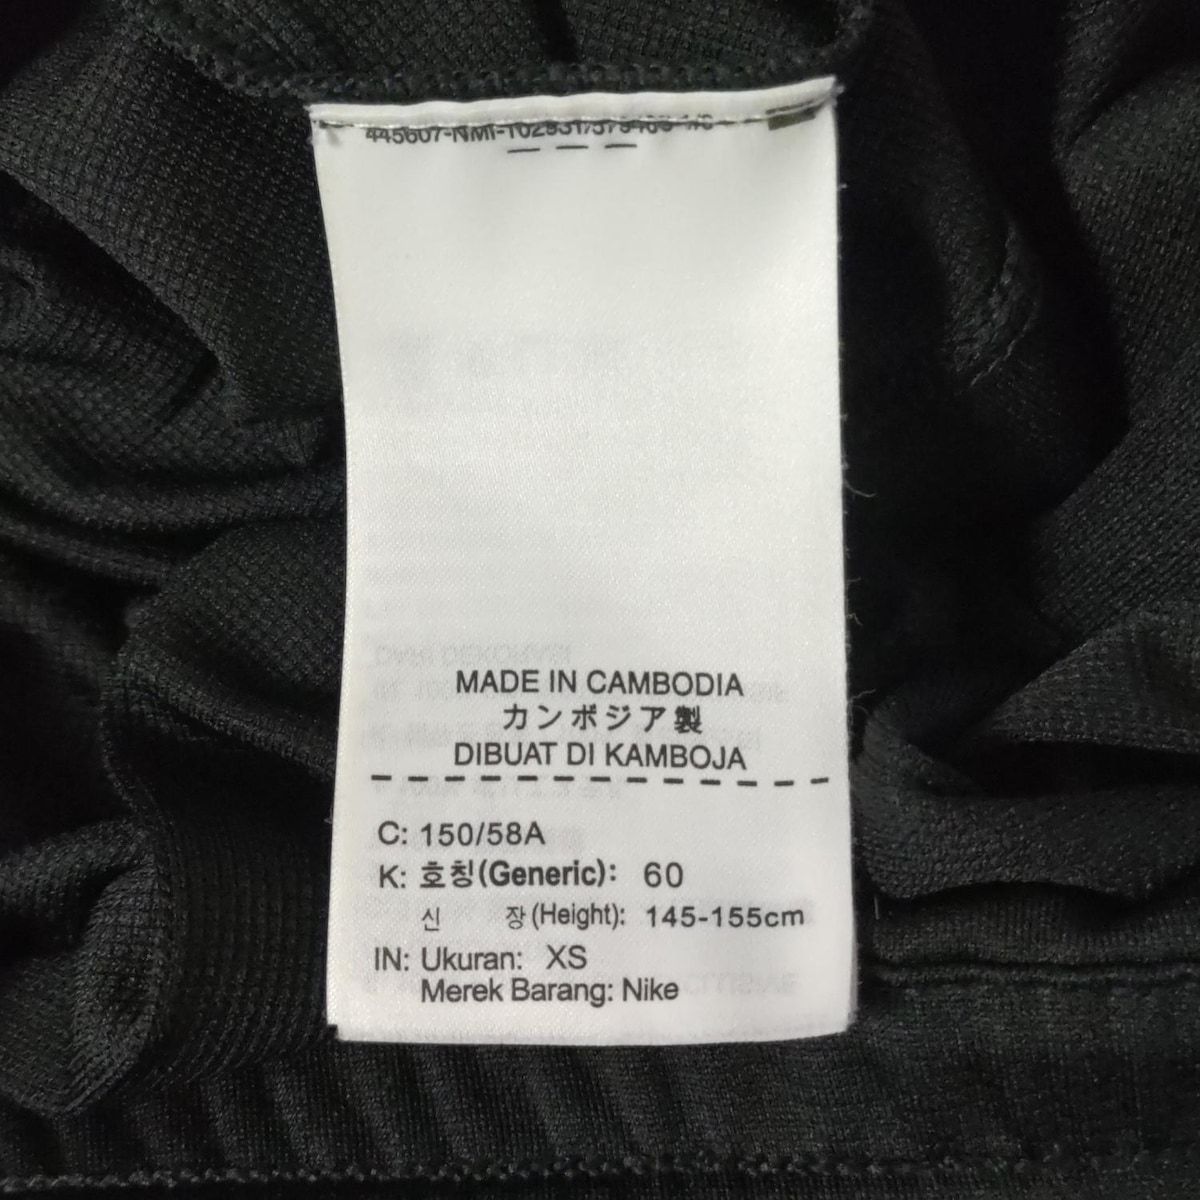 MADE IN CAMBODIA
カンボジア製
DIBUAT DI KAMBOJA
C: 150/58A
K: 호칭(Generic): 60
신 장(Height): 145-155cm
IN: Ukuran: XS
Merek Barang: Nike